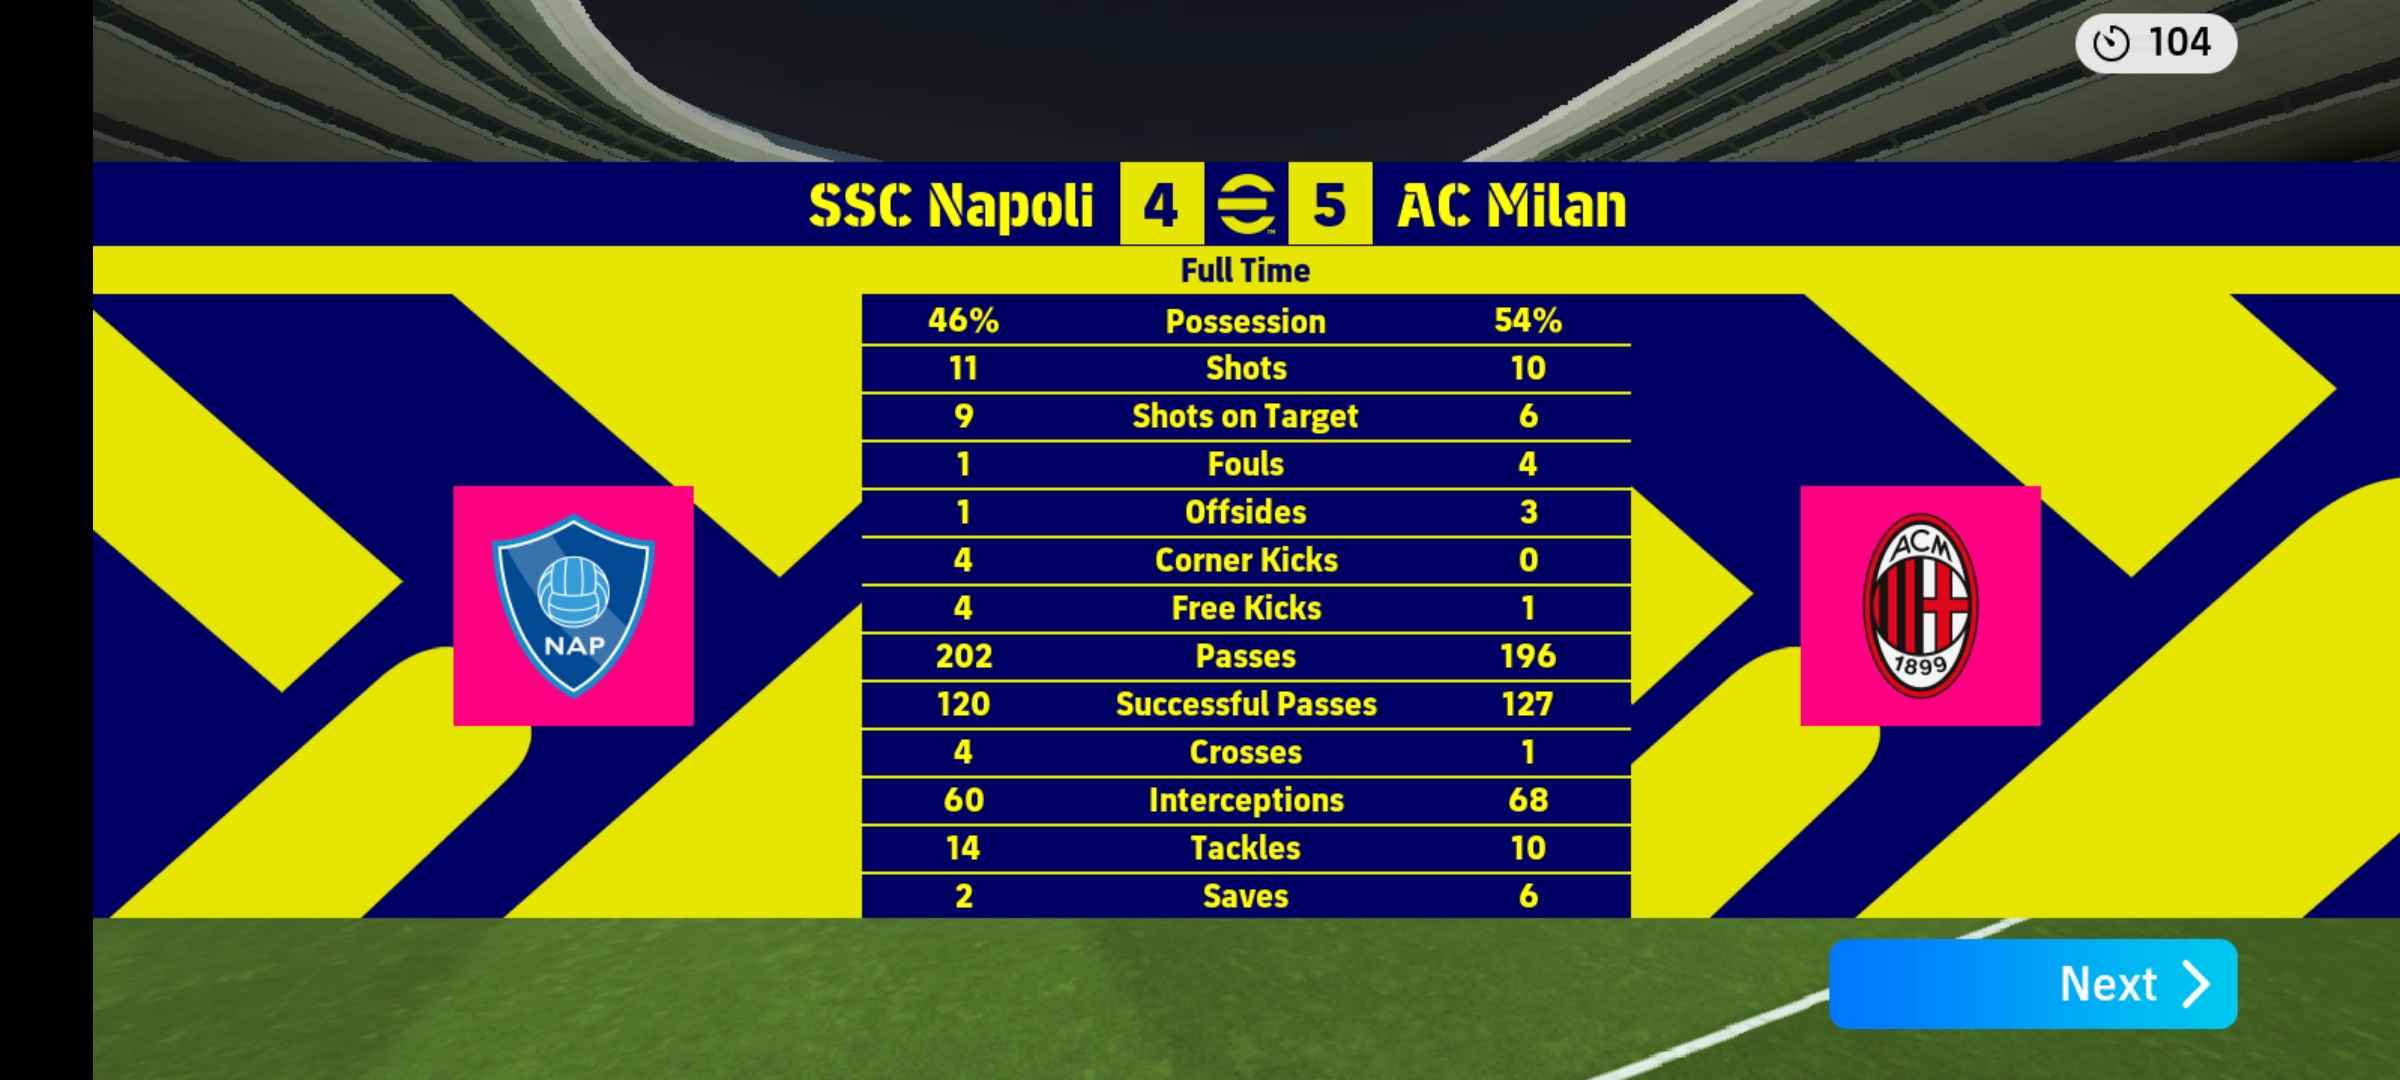 104
SSC Napoli 4 5 AC Milan
Full Time
46% Possession 54%
11 Shots 10
9 Shots on Target 6
1 Fouls 4
1 Offsides 3
4 Corner Kicks 0
4 Free Kicks 1
202 Passes 196
120 Successful Passes 127
4 Crosses 1
60 Interceptions 68
14 Tackles 10
2 Saves 6
NAP
ACM
1899
Next